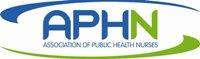 APHN
ASSOCIATION OF PUBLIC HEALTH NURSES